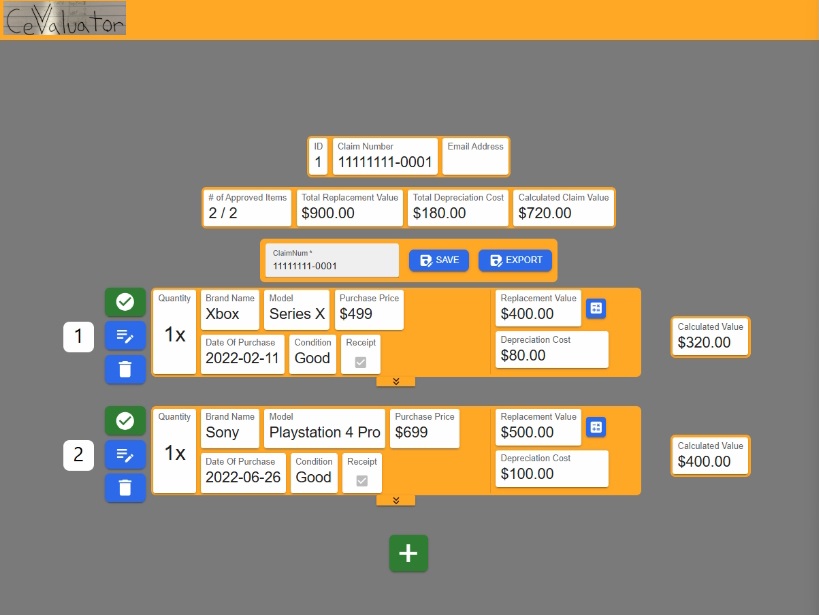 CeValuator
ID Claim Number Email Address
1 11111111-0001
# of Approved Items Total Replacement Value Total Depreciation Cost Calculated Claim Value
2 / 2 $900.00 $180.00 $720.00
ClaimNum *
11111111-0001 SAVE EXPORT
Quantity Brand Name Model Purchase Price Replacement Value
1x Xbox Series X $499 $400.00
1 Date Of Purchase Condition Receipt Depreciation Cost Calculated Value
2022-02-11 Good $80.00 $320.00
Quantity Brand Name Model Purchase Price Replacement Value
1x Sony Playstation 4 Pro $699 $500.00
2 Date Of Purchase Condition Receipt Depreciation Cost Calculated Value
2022-06-26 Good $100.00 $400.00
+